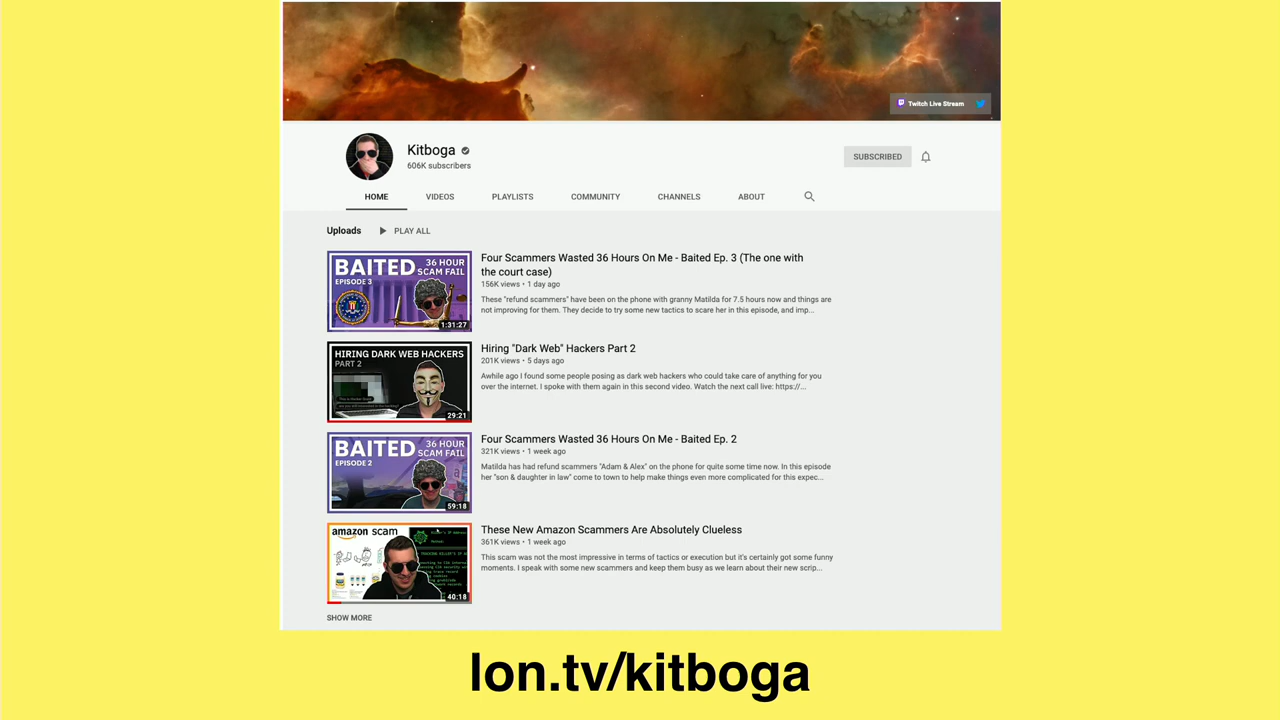 Twitch Live Stream
Kitboga
606K subscribers
SUBSCRIBED
HOME
VIDEOS
PLAYLISTS
COMMUNITY
CHANNELS
ABOUT
Uploads
PLAY ALL
BAITED
36 HOUR
SCAM FAIL
EPISODE 3
1:31:27
Four Scammers Wasted 36 Hours On Me - Baited Ep. 3 (The one with
the court case)
156K views • 1 day ago
These "refund scammers" have been on the phone with granny Matilda for 7.5 hours now and things are
not improving for them. They decide to try some new tactics to scare her in this episode, and imp...
HIRING DARK WEB HACKERS
PART 2
29:21
Hiring "Dark Web" Hackers Part 2
201K views • 5 days ago
Awhile ago I found some people posing as dark web hackers who could take care of anything for you
over the internet. I spoke with them again in this second video. Watch the next call live: https://...
BAITED
36 HOUR
SCAM FAIL
EPISODE 2
59:18
Four Scammers Wasted 36 Hours On Me - Baited Ep. 2
321K views • 1 week ago
Matilda has had refund scammers "Adam & Alex" on the phone for quite some time now. In this episode
her "son & daughter in law" come to town to help make things even more complicated for this expec...
amazon scam
40:18
These New Amazon Scammers Are Absolutely Clueless
361K views • 1 week ago
This scam was not the most impressive in terms of tactics or execution but it's certainly got some funny
moments. I speak with some new scammers and keep them busy as we learn about their new scrip...
SHOW MORE
lon.tv/kitboga